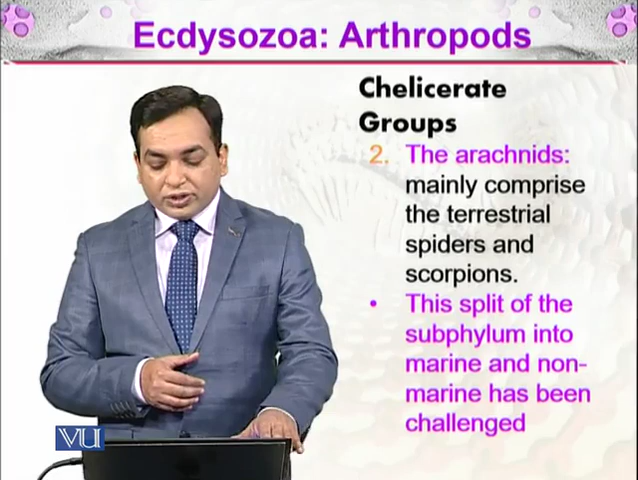 Ecdysozoa: Arthropods
Chelicerate
Groups
2. The arachnids:
mainly comprise
the terrestrial
spiders and
scorpions.
• This split of the
subphylum into
marine and non-
marine has been
challenged
VU